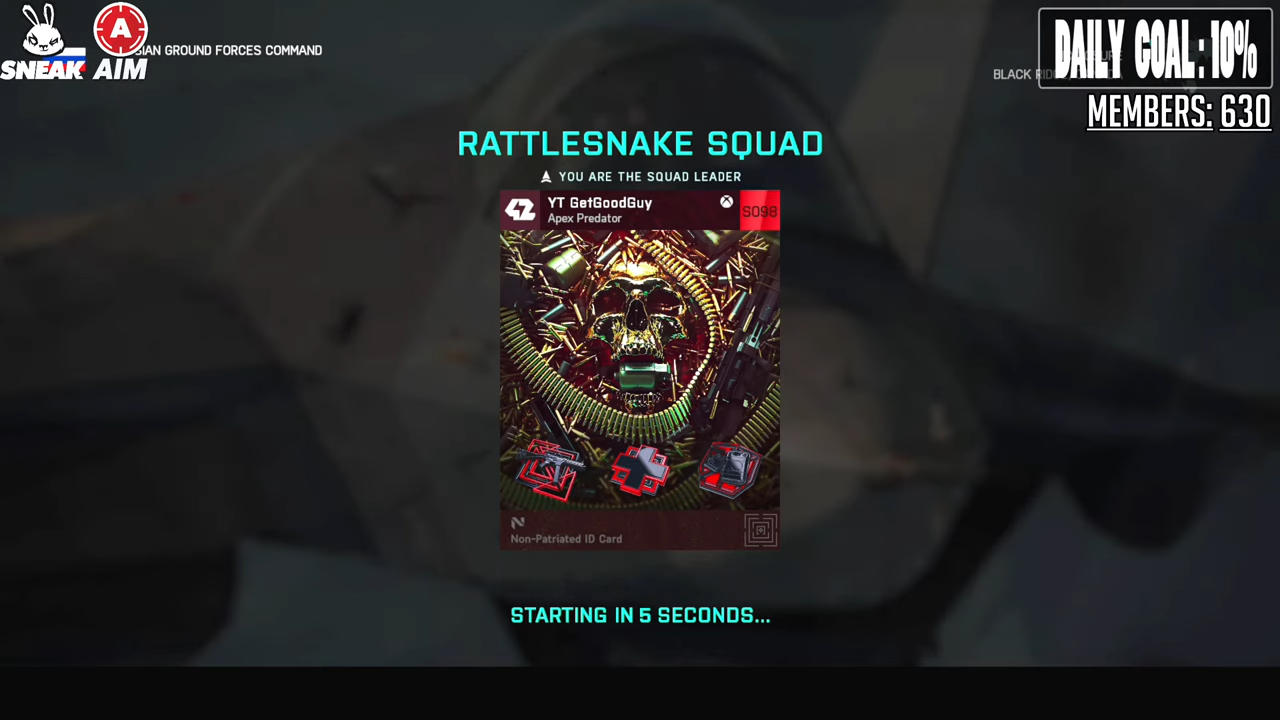 SNEAK AIM
A
SIAN GROUND FORCES COMMAND
DAILY GOAL: 10%
BLACK
MEMBERS: 630
RATTLESNAKE SQUAD
YOU ARE THE SQUAD LEADER
YT GetGoodGuy
Apex Predator
S098
Non-Patriated ID Card
STARTING IN 5 SECONDS...